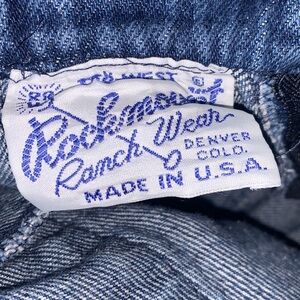 WEST
Rockmount
Ranch Wear
DENVER
COLO.
MADE IN U.S.A.